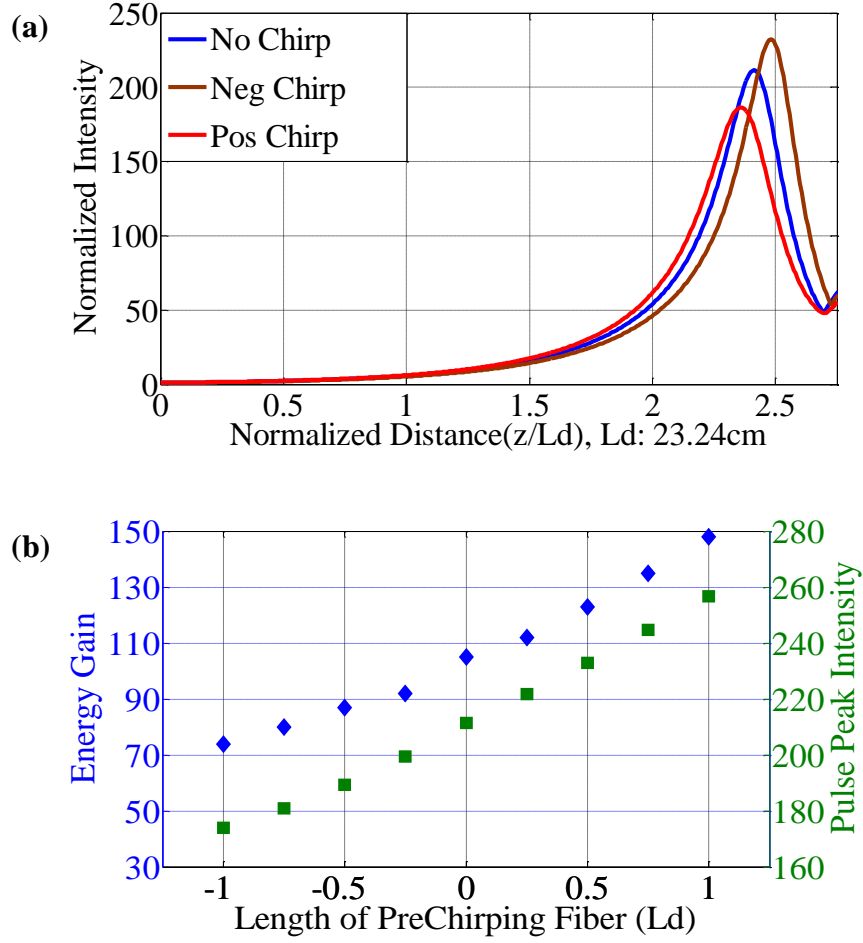 (a)
250
200
150
100
50
0
Normalized Intensity
No Chirp
Neg Chirp
Pos Chirp
0 0.5 1 1.5 2 2.5
Normalized Distance(z/Ld), Ld: 23.24cm
(b)
150
130
110
90
70
50
30
Energy Gain
280
260
240
220
200
180
160
Pulse Peak Intensity
-1 -0.5 0 0.5 1
Length of PreChirping Fiber (Ld)